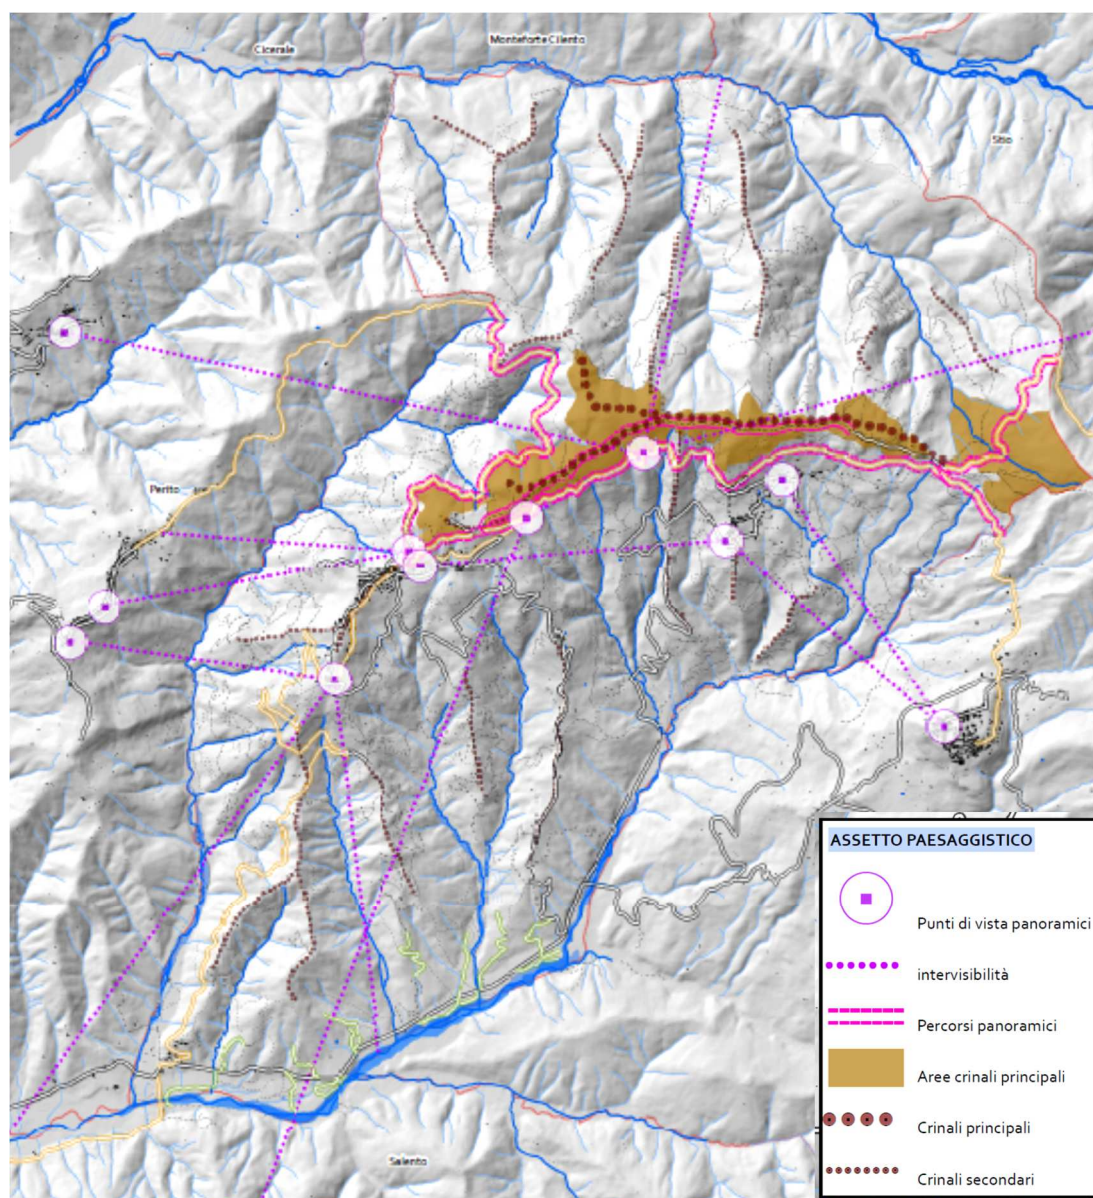 Cicerale
Monteforte Cilento
Stio
Perito
Salento
ASSETTO PAESAGGISTICO
Punti di vista panoramici
intervisibilità
Percorsi panoramici
Aree crinali principali
Crinali principali
Crinali secondari